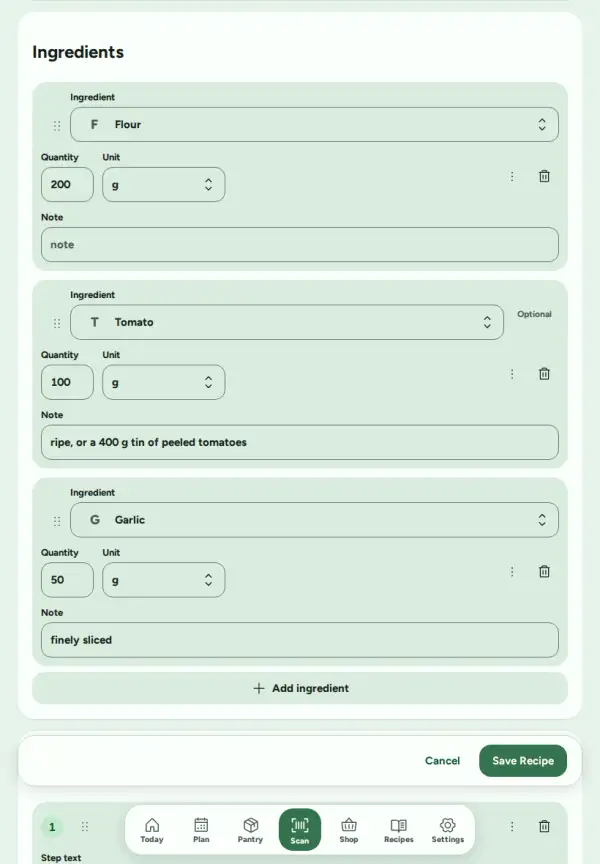 Ingredients
Ingredient
F Flour
Quantity Unit
200 g
Note
note
Ingredient
T Tomato Optional
Quantity Unit
100 g
Note
ripe, or a 400 g tin of peeled tomatoes
Ingredient
G Garlic
Quantity Unit
50 g
Note
finely sliced
+ Add ingredient
Cancel Save Recipe
1
Today Plan Pantry Scan Shop Recipes Settings
Step text